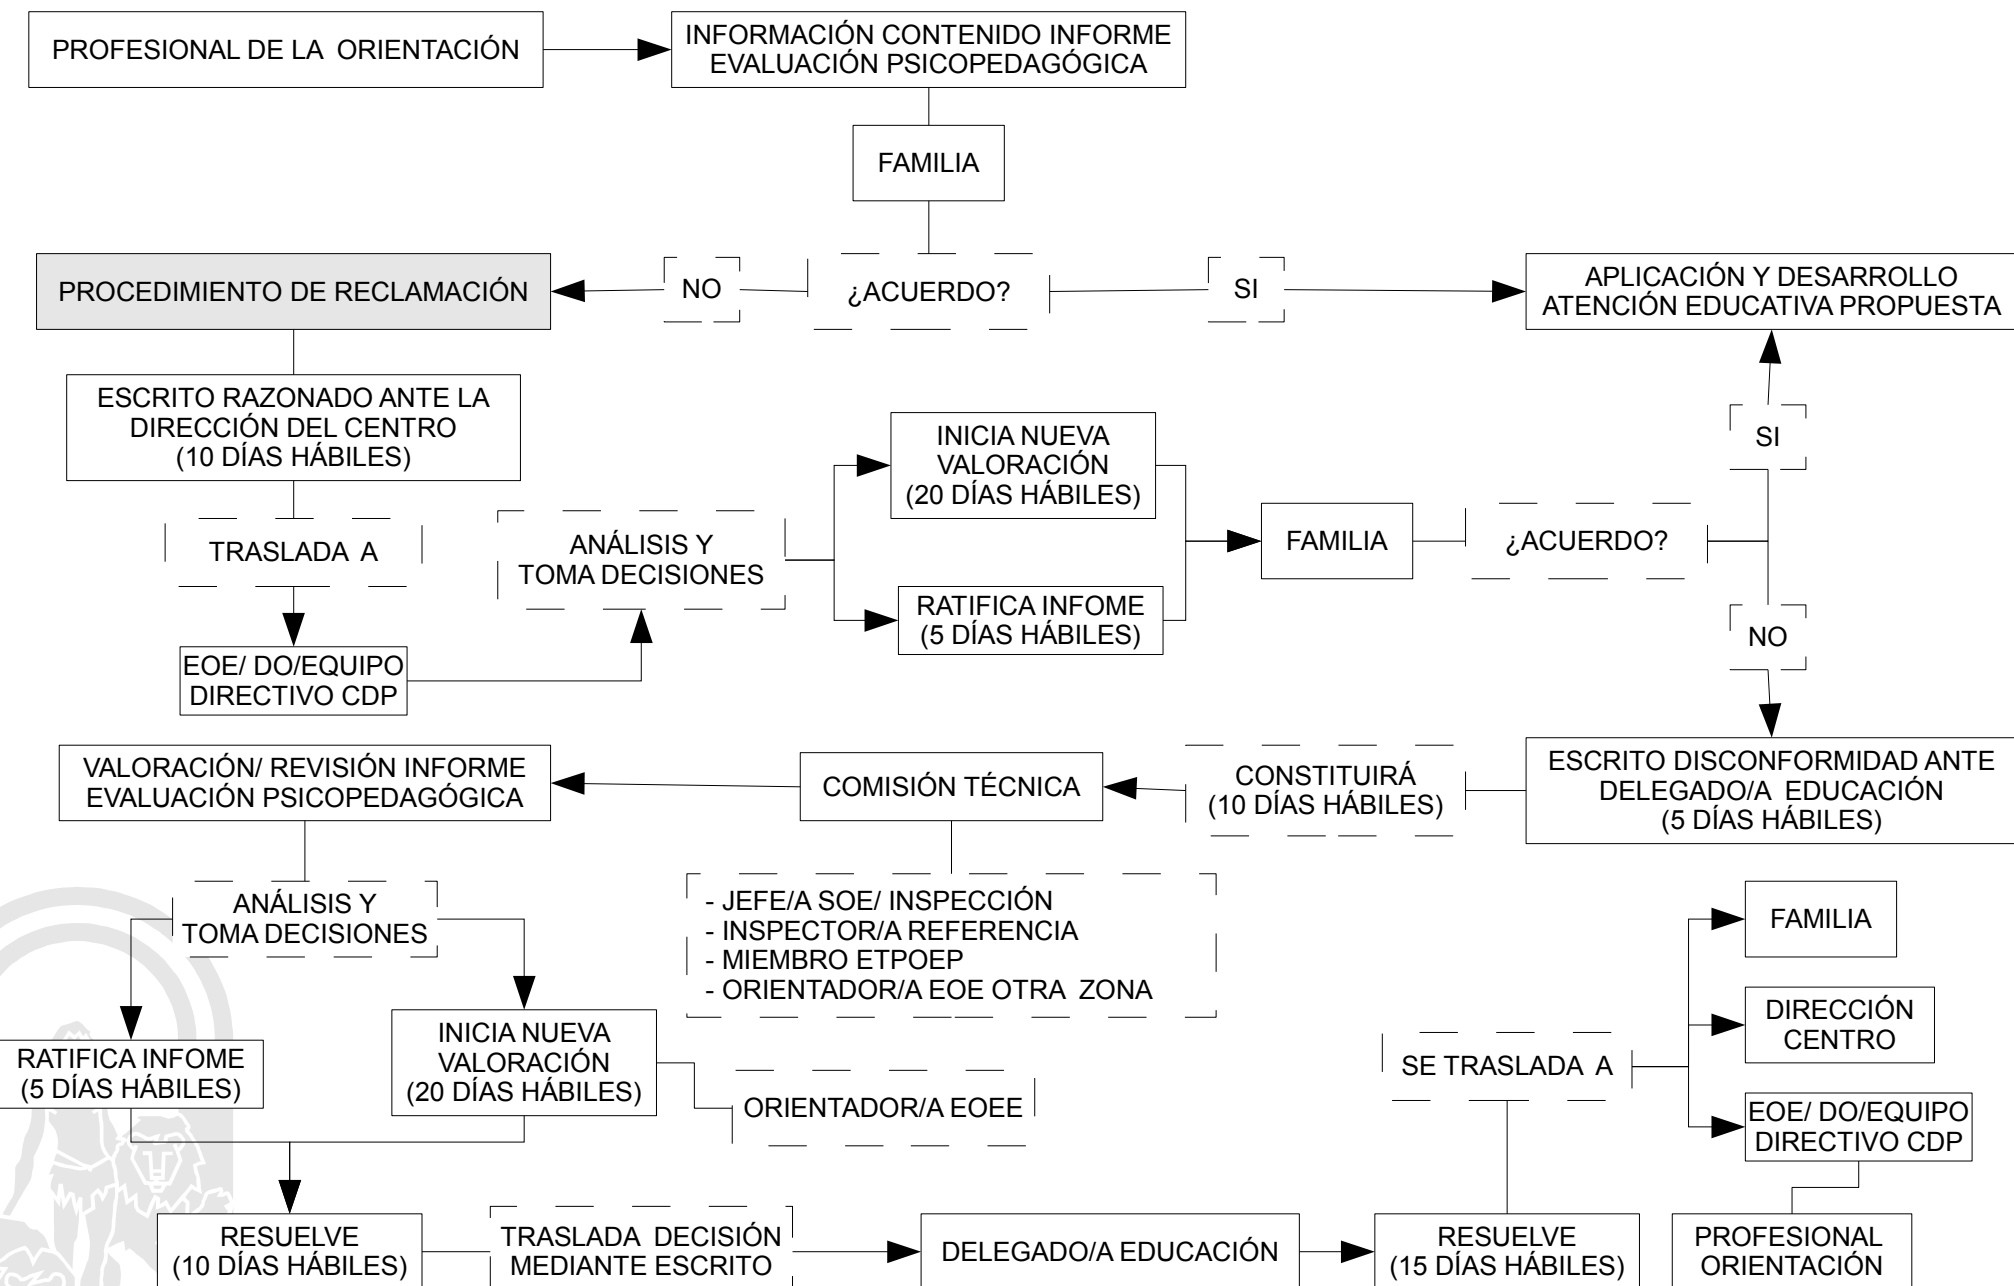 PROFESIONAL DE LA ORIENTACIÓN
INFORMACIÓN CONTENIDO INFORME
EVALUACIÓN PSICOPEDAGÓGICA
FAMILIA
PROCEDIMIENTO DE RECLAMACIÓN
NO
¿ACUERDO?
SI
APLICACIÓN Y DESARROLLO
ATENCIÓN EDUCATIVA PROPUESTA
ESCRITO RAZONADO ANTE LA
DIRECCIÓN DEL CENTRO
(10 DÍAS HÁBILES)
TRASLADA A
EOE/ DO/EQUIPO
DIRECTIVO CDP
ANÁLISIS Y
TOMA DECISIONES
INICIA NUEVA
VALORACIÓN
(20 DÍAS HÁBILES)
RATIFICA INFOME
(5 DÍAS HÁBILES)
FAMILIA
¿ACUERDO?
SI
NO
ESCRITO DISCONFORMIDAD ANTE
DELEGADO/A EDUCACIÓN
(5 DÍAS HÁBILES)
CONSTITUIRÁ
(10 DÍAS HÁBILES)
COMISIÓN TÉCNICA
- JEFE/A SOE/ INSPECCIÓN
- INSPECTOR/A REFERENCIA
- MIEMBRO ETPOEP
- ORIENTADOR/A EOE OTRA ZONA
VALORACIÓN/ REVISIÓN INFORME
EVALUACIÓN PSICOPEDAGÓGICA
ANÁLISIS Y
TOMA DECISIONES
RATIFICA INFOME
(5 DÍAS HÁBILES)
INICIA NUEVA
VALORACIÓN
(20 DÍAS HÁBILES)
ORIENTADOR/A EOEE
RESUELVE
(10 DÍAS HÁBILES)
TRASLADA DECISIÓN
MEDIANTE ESCRITO
DELEGADO/A EDUCACIÓN
RESUELVE
(15 DÍAS HÁBILES)
SE TRASLADA A
FAMILIA
DIRECCIÓN
CENTRO
EOE/ DO/EQUIPO
DIRECTIVO CDP
PROFESIONAL
ORIENTACIÓN